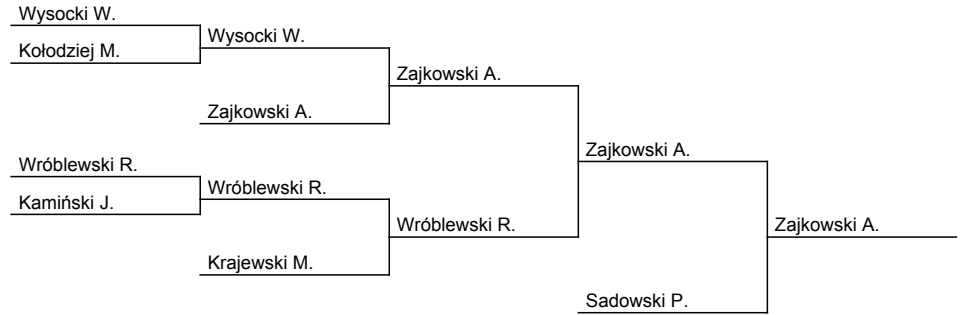 Wysocki W.
Kołodziej M.
Wysocki W.
Zajkowski A.
Zajkowski A.
Wróblewski R.
Kamiński J.
Wróblewski R.
Krajewski M.
Wróblewski R.
Zajkowski A.
Sadowski P.
Zajkowski A.